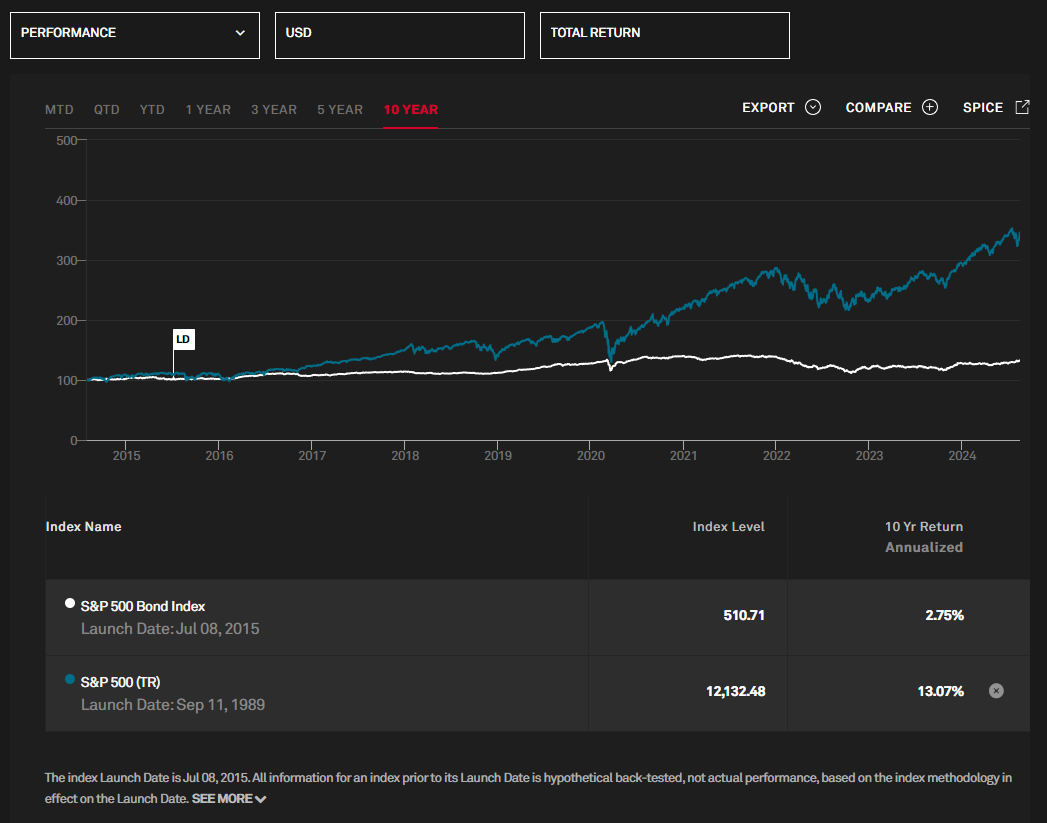 PERFORMANCE USD TOTAL RETURN
MTD QTD YTD 1 YEAR 3 YEAR 5 YEAR 10 YEAR EXPORT COMPARE SPICE
500
400
300
200
LD
100
0
2015 2016 2017 2018 2019 2020 2021 2022 2023 2024
Index Name Index Level 10 Yr Return
Annualized
S&P 500 Bond Index 510.71 2.75%
Launch Date: Jul 08, 2015
S&P 500 (TR) 12,132.48 13.07%
Launch Date: Sep 11, 1989
The index Launch Date is Jul 08, 2015. All information for an index prior to its Launch Date is hypothetical back-tested, not actual performance, based on the index methodology in
effect on the Launch Date. SEE MORE